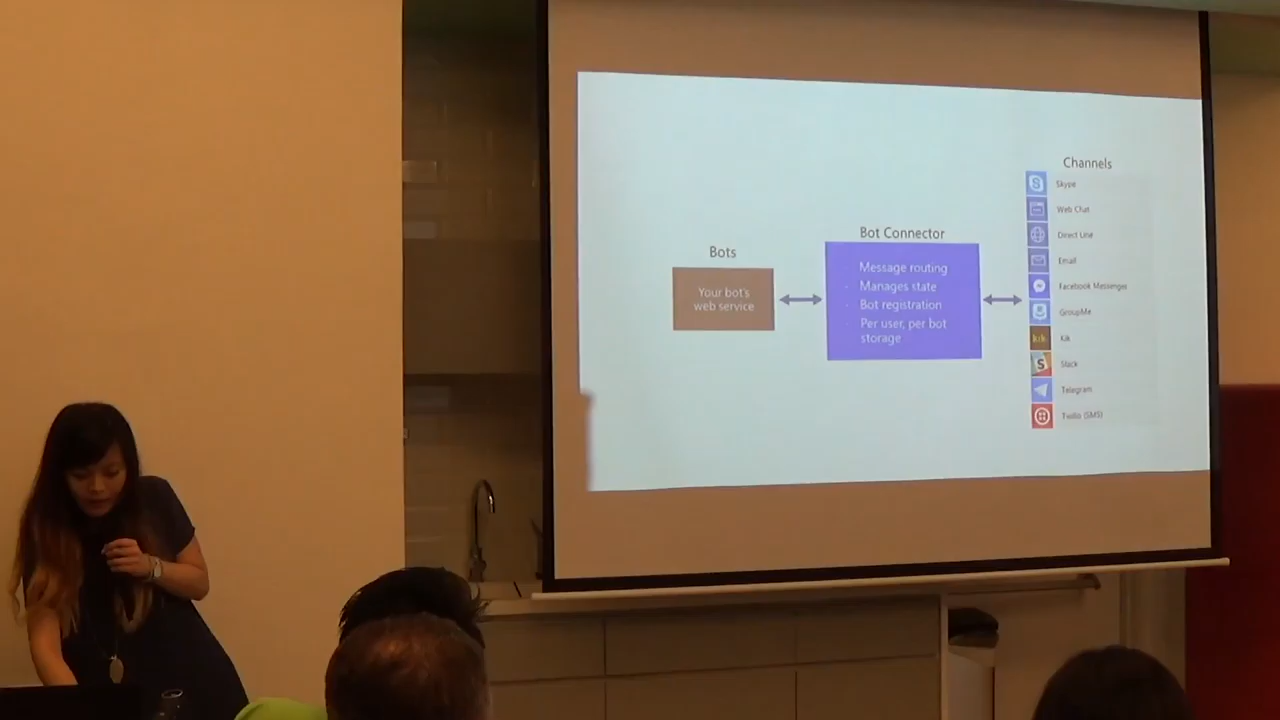 Bots
Your bot's
web service
Bot Connector
Message routing
Manages state
Bot registration
Per user, per bot
storage
Channels
Skype
Web Chat
Direct Line
Email
Facebook Messenger
GroupMe
kik
Kik
Slack
Telegram
Twilio (SMS)